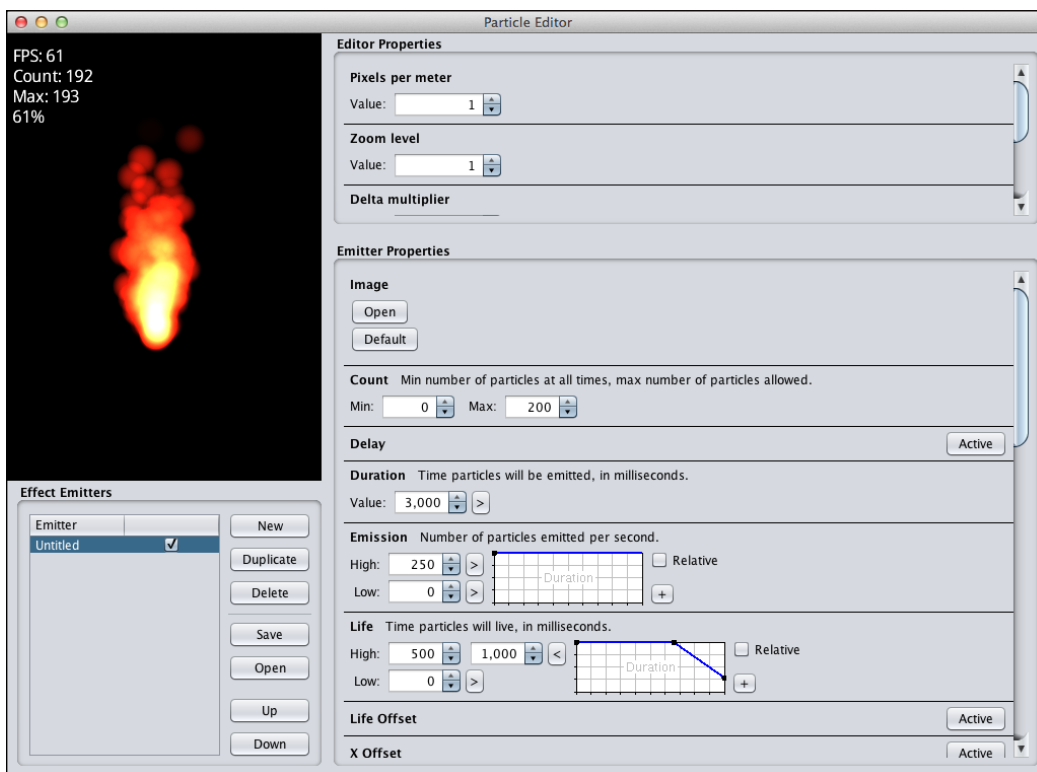 Particle Editor
FPS: 61
Count: 192
Max: 193
61%
Editor Properties
Pixels per meter
Value: 1
Zoom level
Value: 1
Delta multiplier
Emitter Properties
Image
Open
Default
Count Min number of particles at all times, max number of particles allowed.
Min: 0 Max: 200
Delay Active
Duration Time particles will be emitted, in milliseconds.
Value: 3,000 >
Emission Number of particles emitted per second.
High: 250 > Duration Relative
Low: 0 > +
Life Time particles will live, in milliseconds.
High: 500 1,000 < Duration Relative
Low: 0 > +
Life Offset Active
X Offset Active
Effect Emitters
Emitter
Untitled
New
Duplicate
Delete
Save
Open
Up
Down